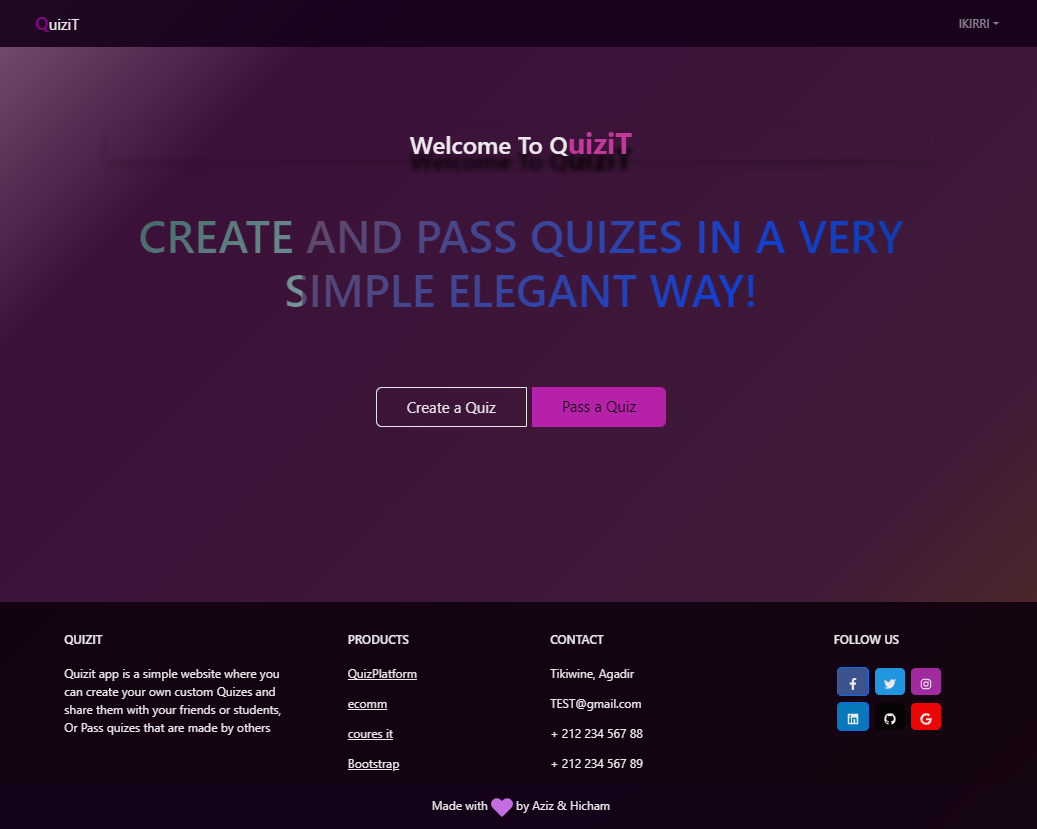 QuiziT
IKIRRI
Welcome To QuiziT
CREATE AND PASS QUIZES IN A VERY
SIMPLE ELEGANT WAY!
Create a Quiz
Pass a Quiz
QUIZIT
Quizit app is a simple website where you
can create your own custom Quizes and
share them with your friends or students,
Or Pass quizes that are made by others
PRODUCTS
QuizPlatform
ecomm
coures it
Bootstrap
CONTACT
Tikiwine, Agadir
TEST@gmail.com
+ 212 234 567 88
+ 212 234 567 89
FOLLOW US
Made with by Aziz & Hicham